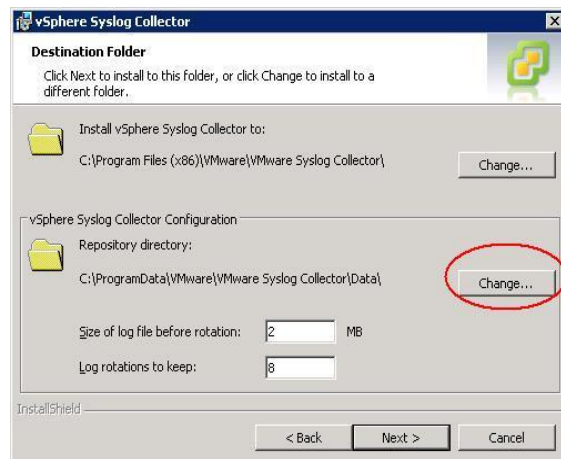 vSphere Syslog Collector
Destination Folder
Click Next to install to this folder, or click Change to install to a
different folder.
Install vSphere Syslog Collector to:
C:\Program Files (x86)\VMware\VMware Syslog Collector\
Change...
vSphere Syslog Collector Configuration
Repository directory:
C:\ProgramData\VMware\VMware Syslog Collector\Data\
Change...
Size of log file before rotation: 2 MB
Log rotations to keep: 8
InstallShield
< Back Next > Cancel